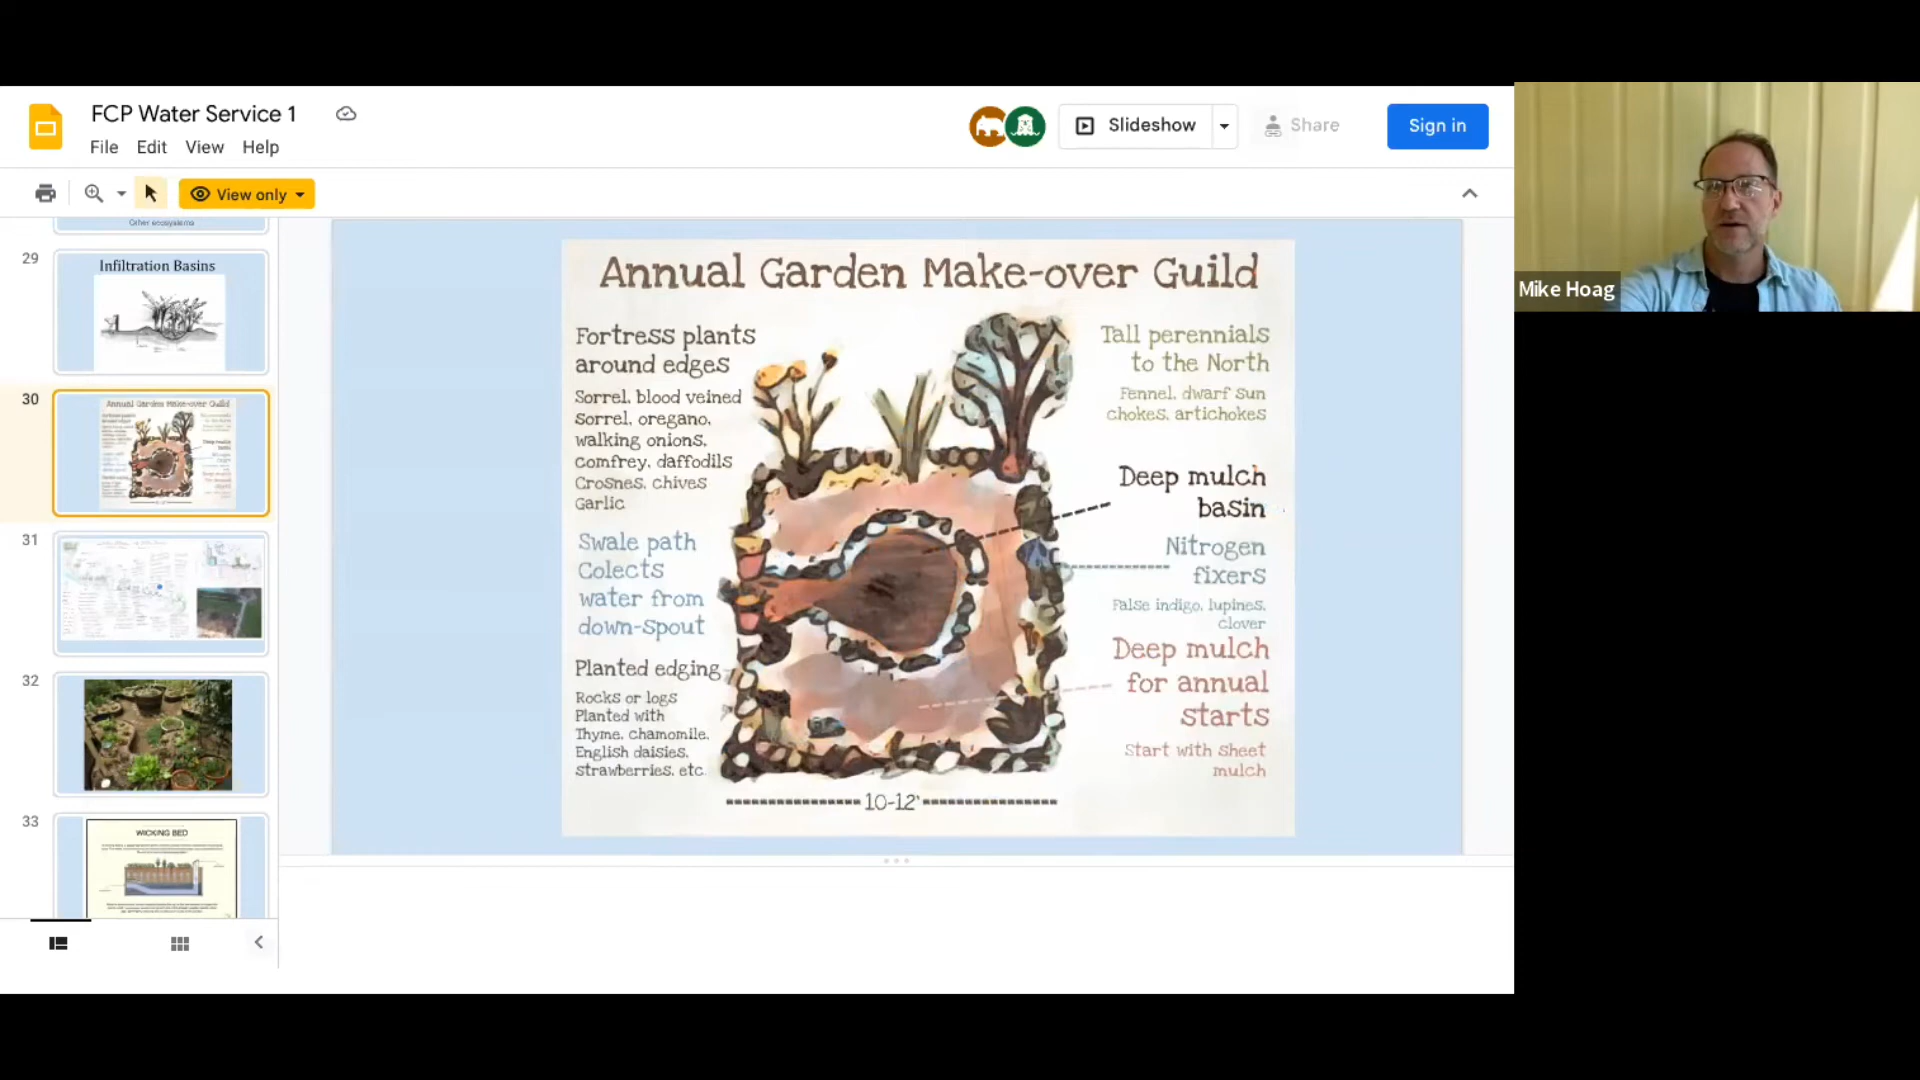 FCP Water Service 1
File Edit View Help
Slideshow
Share
Sign in
View only
Mike Hoag
Other ecosystems
29
Infiltration Basins
30
Annual Garden Make-over Guild
31
32
33
WICKING BED
Annual Garden Make-over Guild
Fortress plants
around edges
Sorrel, blood veined
Sorrel, oregano,
walking onions,
Comfrey, daffodils
Crosnes, chives
Garlic
Swale path
Colects
water from
down-spout
Planted edging
Rocks or logs
Planted with
Thyme, chamomile,
English daisies,
strawberries, etc.
Tall perennials
to the North
Fennel, dwarf sun
chokes, artichokes
Deep mulch
basin
Nitrogen
fixers
False indigo, lupines,
clover
Deep mulch
for annual
starts
Start with sheet
mulch
10-12'